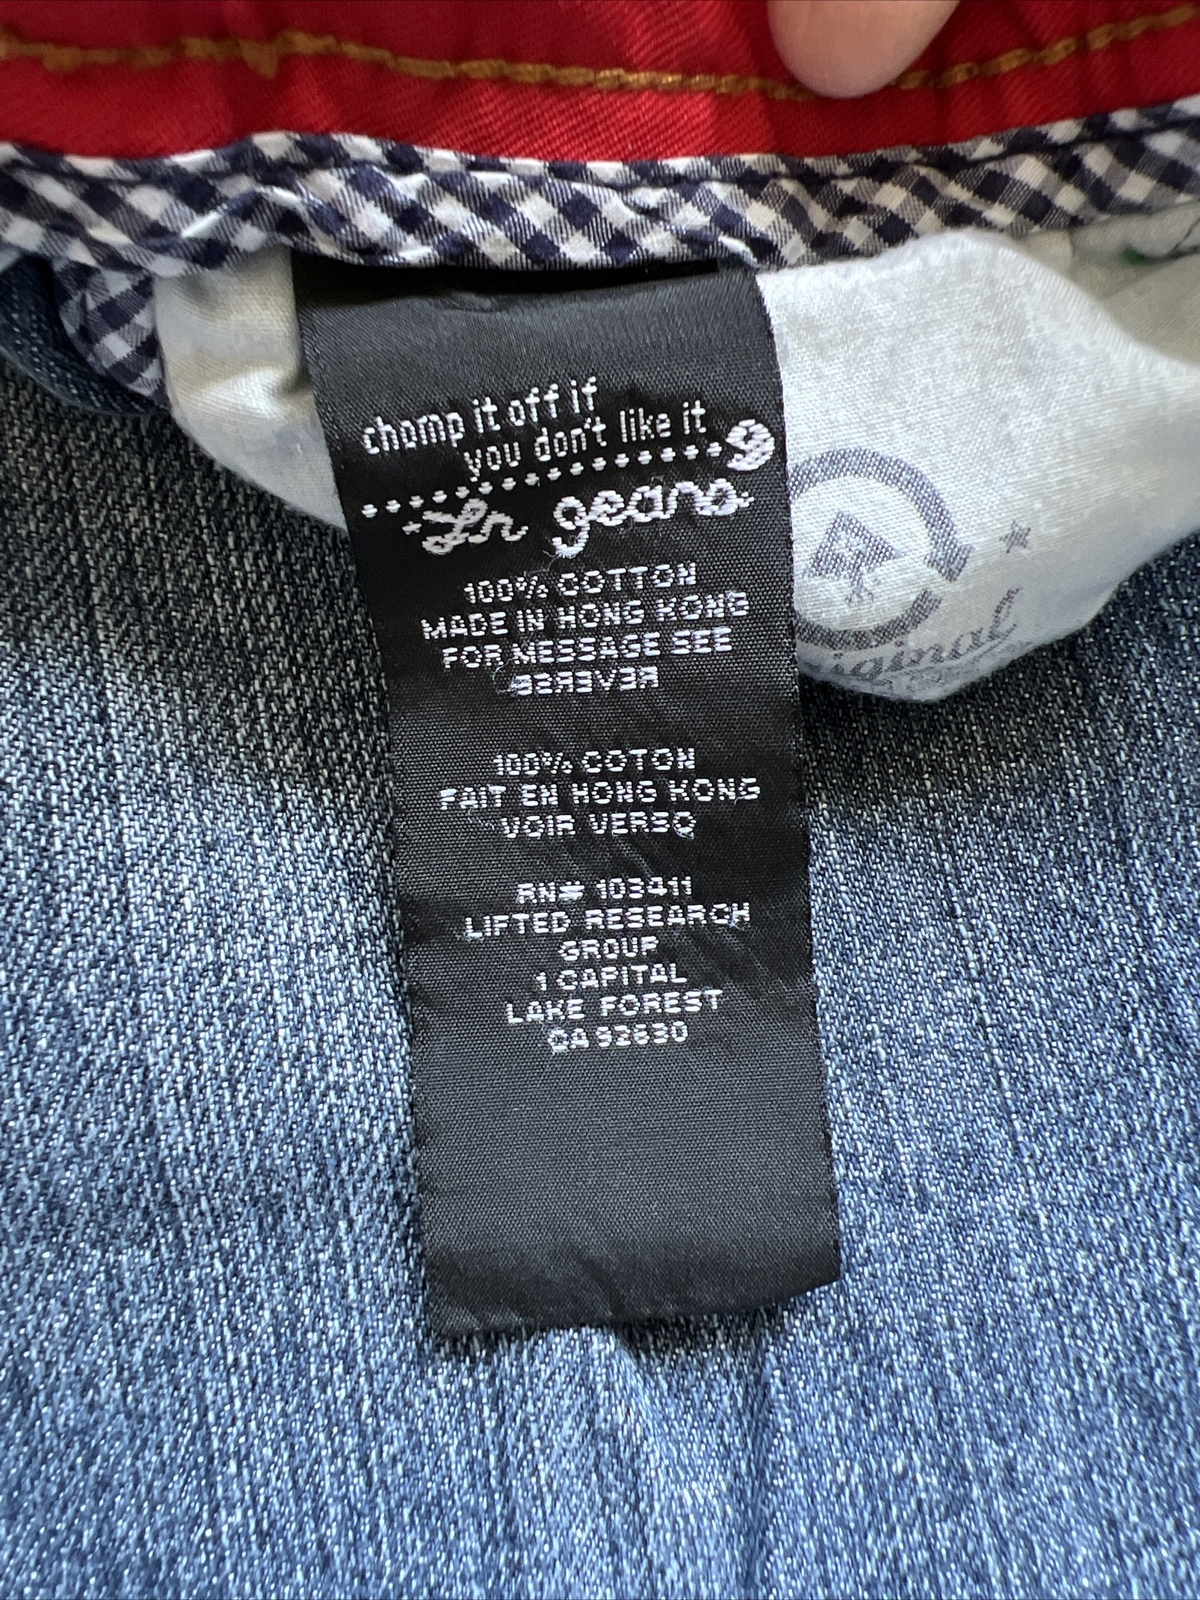 chomp it off if
you don't like it
Lr geans
100% COTTON
MADE IN HONG KONG
FOR MESSAGE SEE
ƎƧЯƎVƎЯ
100% COTON
FAIT EN HONG KONG
VOIR VERSO
RN# 103411
LIFTED RESEARCH
GROUP
1 CAPITAL
LAKE FOREST
CA 92630
riginal